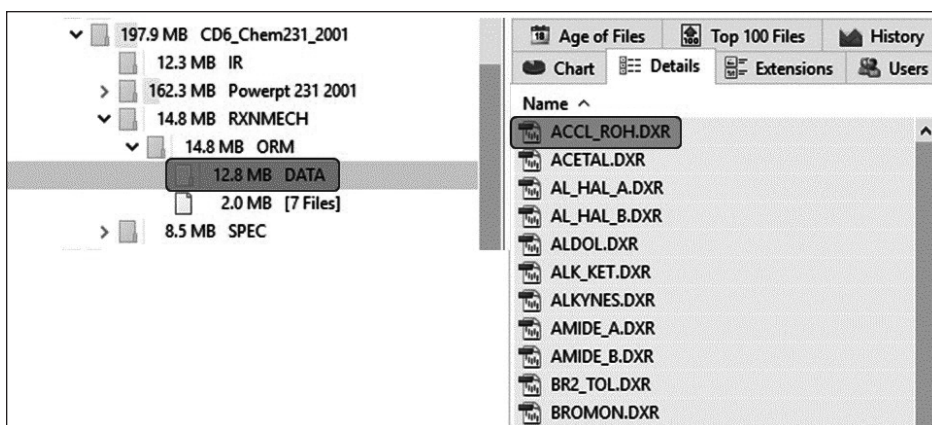 197.9 MB CD6_Chem231_2001
12.3 MB IR
162.3 MB Powerpt 231 2001
14.8 MB RXNMECH
14.8 MB ORM
12.8 MB DATA
2.0 MB [7 Files]
8.5 MB SPEC
18 Age of Files 100 Top 100 Files History
Chart Details Extensions Users
Name
ACCL_ROH.DXR
ACETAL.DXR
AL_HAL_A.DXR
AL_HAL_B.DXR
ALDOL.DXR
ALK_KET.DXR
ALKYNES.DXR
AMIDE_A.DXR
AMIDE_B.DXR
BR2_TOL.DXR
BROMON.DXR